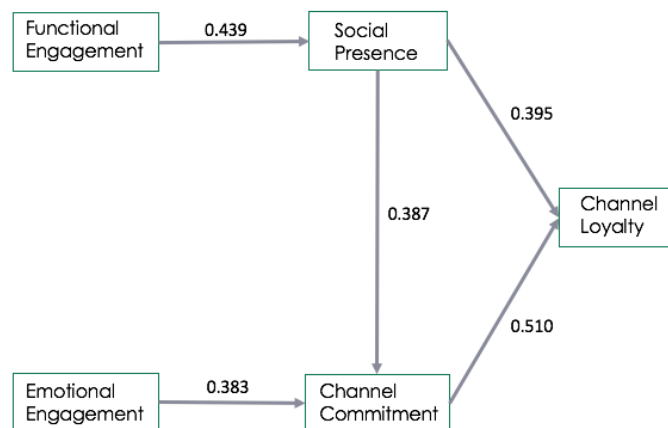 Functional
Engagement
0.439
Social
Presence
0.395
0.387
Channel
Loyalty
0.510
Emotional
Engagement
0.383
Channel
Commitment